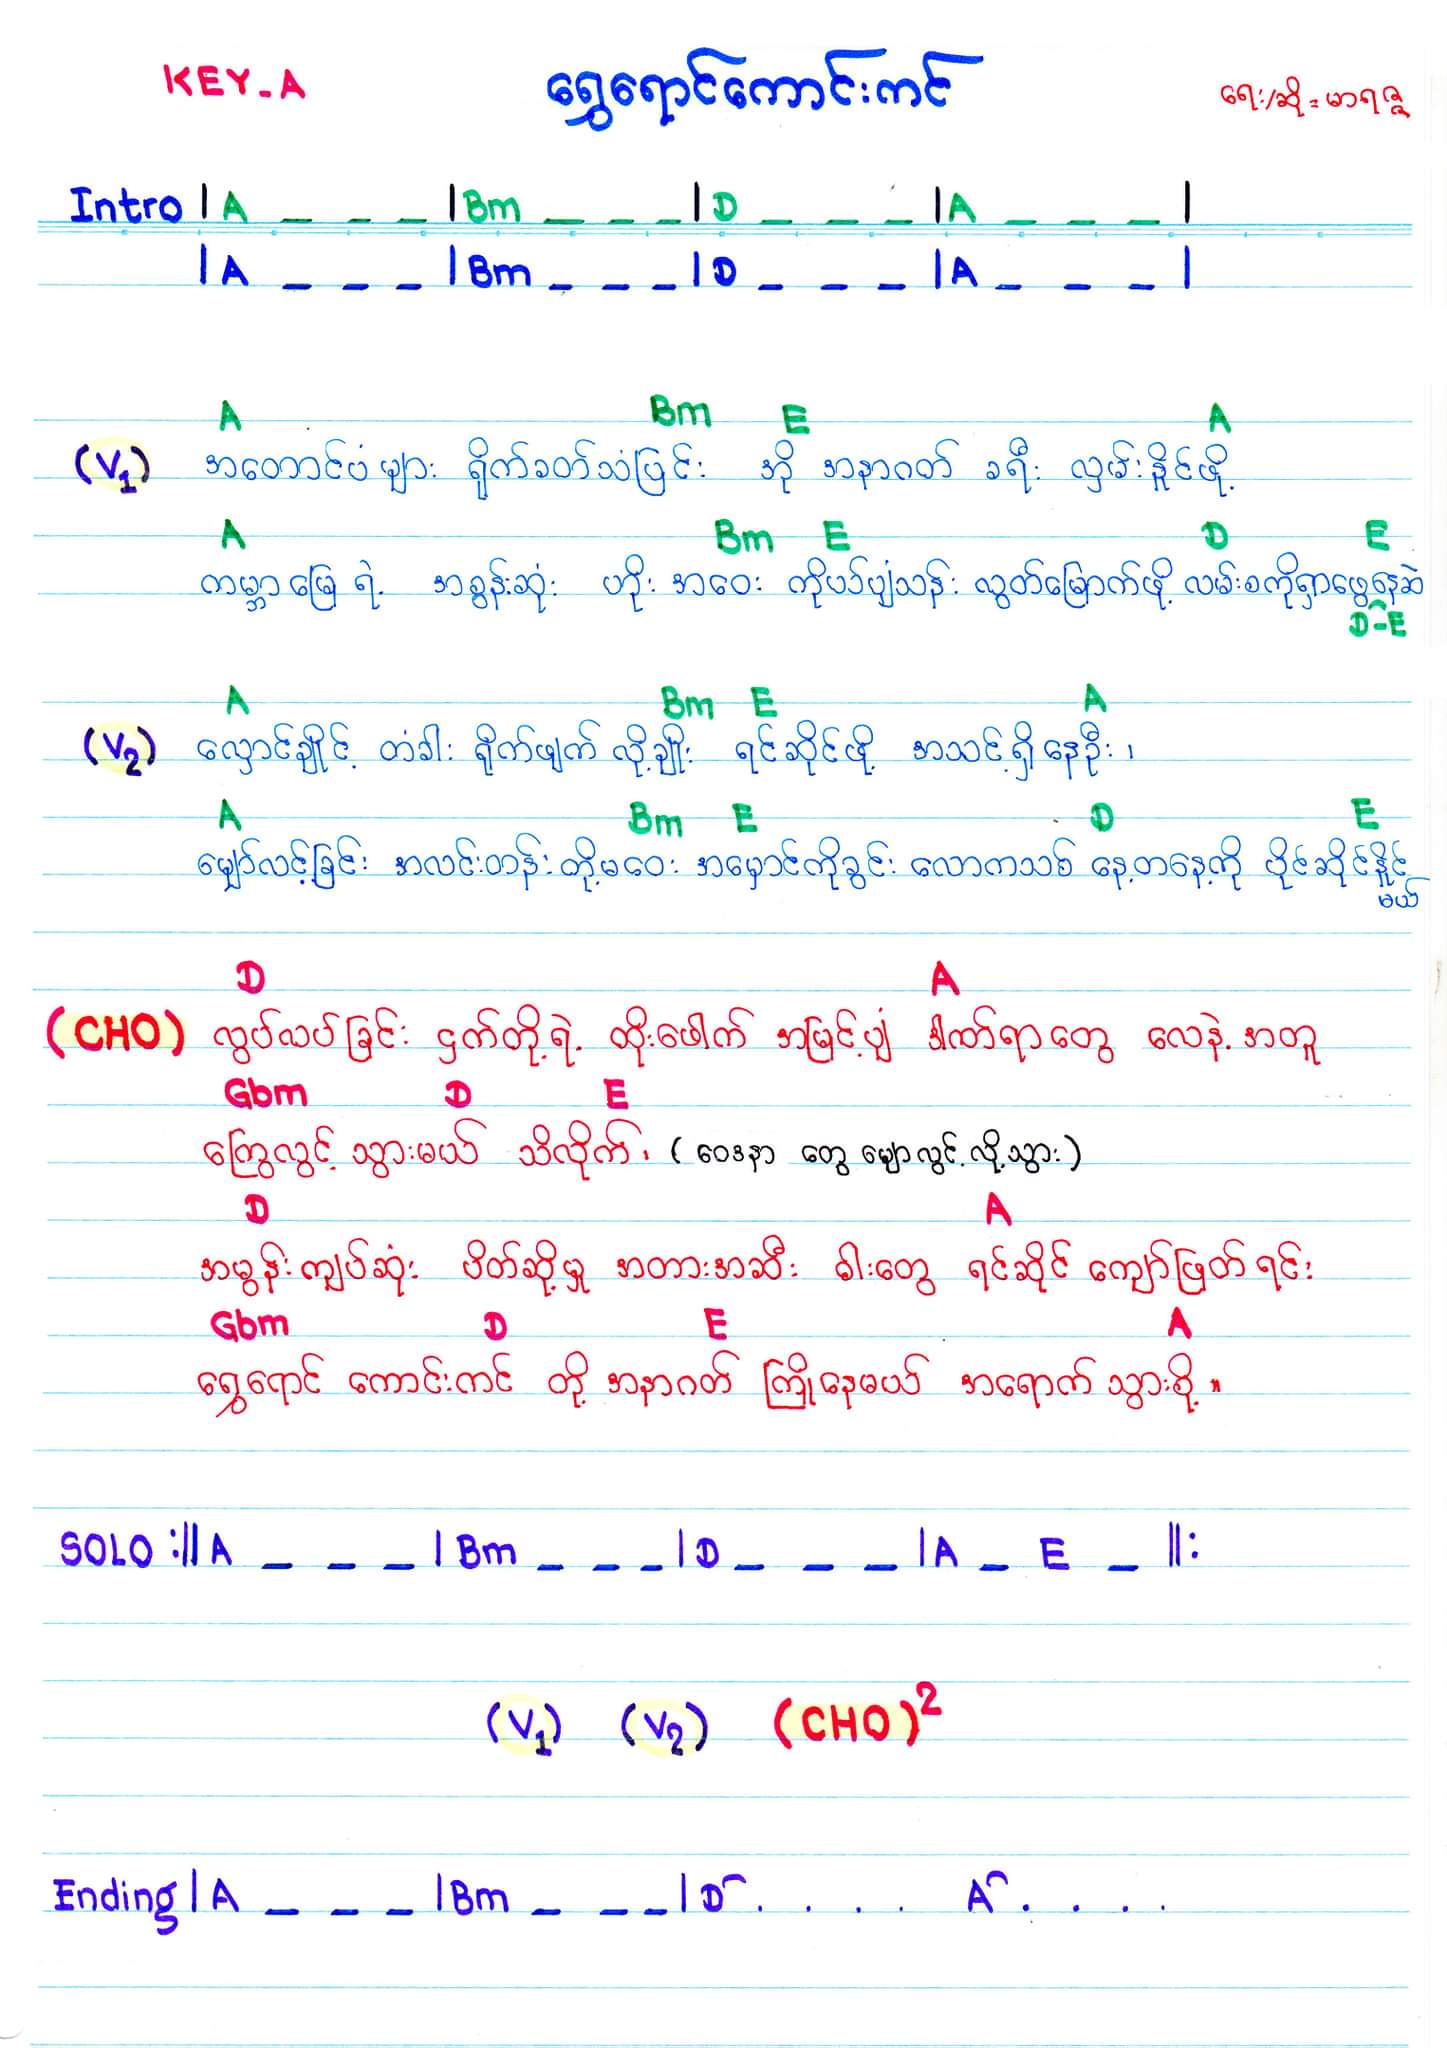 KEY-A ရွှေရောင်ကောင်းကင် ရေး/ဆို = မာရဇ္ဇ
Intro | A _ _ _ | Bm _ _ _ | D _ _ _ | A _ _ _ |
| A _ _ _ | Bm _ _ _ | D _ _ _ | A _ _ _ |
A Bm E A
(V1) အတောင်ပံများ ရိုက်ခတ်သံဖြင်း ဘို အနာဂတ် ခရီး လှမ်းနိုင်ဖို့
A Bm E D E
ကမ္ဘာမြေရဲ့ အစွန်းဆုံး ဟိုး အဝေး ကိုပျံသန်း လွတ်မြောက်ဖို့ လမ်းစကိုရှာဖွေနေဆဲ
D-E
A Bm E A
(V2) လှောင်ချိုင့် တံခါး ရိုက်ဖျက် လို့ချိုး ရင်ဆိုင်ဖို့ အသင့်ရှိနေဦး၊
A Bm E D E
မျှော်လင့်ခြင်း အလင်းတန်းတို့မဝေး အမှောင်ကိုခွင်း လောကသစ် နေ့တနေ့ကို ပိုင်ဆိုင်နိုင်
မယ်
D A
(CHO) လွပ်လပ်ခြင်း ငှက်တို့ရဲ့ ထိုးဖေါက် အမြင့်ပျံ ဒါဏ်ရာတွေ လေနဲ့အတူ
Gbm D E
ကြွေလွင့် သွားမယ် သိလိုက်၊ (ဝေဒနာ တွေ မျောလွင့်လို့သွား)
D A
အမွန်းကျပ်ဆုံး ပိတ်ဆို့မှု အတားအဆီး ဓါးတွေ ရင်ဆိုင် ကျော်ဖြတ်ရင်း
Gbm D E A
ရွှေရောင် ကောင်းကင် တို့ အနာဂတ် ကြိုနေမယ် အရောက်သွားစို့။
SOLO :|| A _ _ _ | Bm _ _ _ | D _ _ _ | A _ E _ ||:
(V1) (V2) (CHO)2
Ending | A _ _ _ | Bm _ _ _ | D . . . . A . . . .